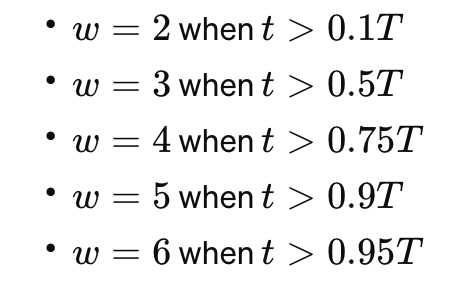 • w = 2 when t > 0.1T
• w = 3 when t > 0.5T
• w = 4 when t > 0.75T
• w = 5 when t > 0.9T
• w = 6 when t > 0.95T